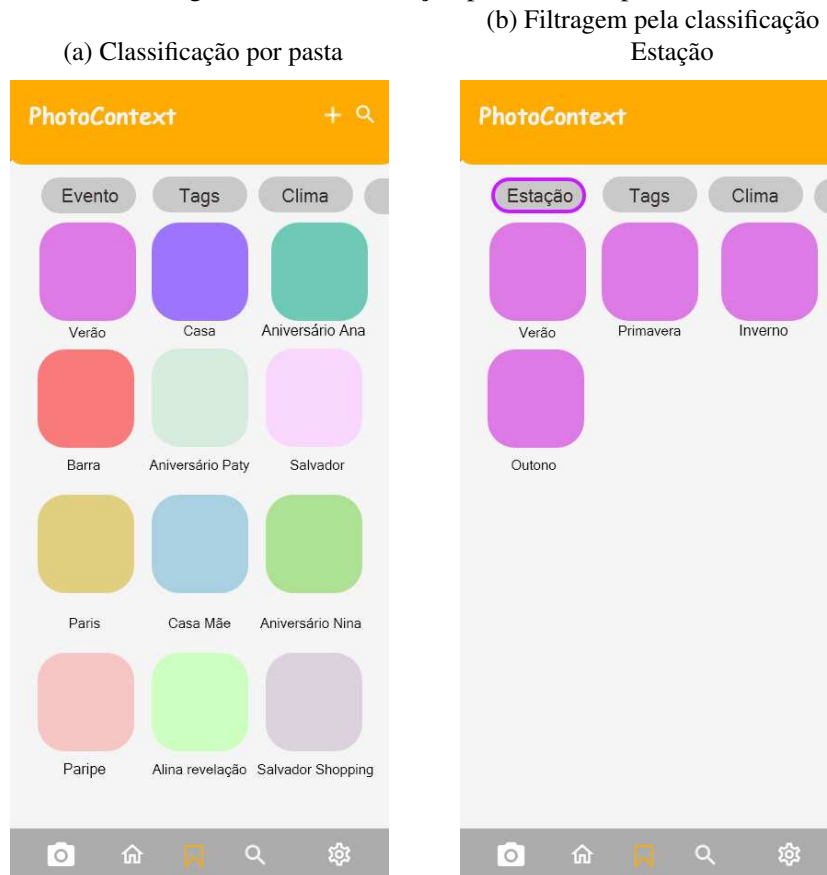 (b) Filtragem pela classificação
(a) Classificação por pasta
Estação
PhotoContext
Evento Tags Clima
Verão Casa Aniversário Ana
Barra Aniversário Paty Salvador
Paris Casa Mãe Aniversário Nina
Paripe Alina revelação Salvador Shopping
PhotoContext
Estação Tags Clima
Verão Primavera Inverno
Outono